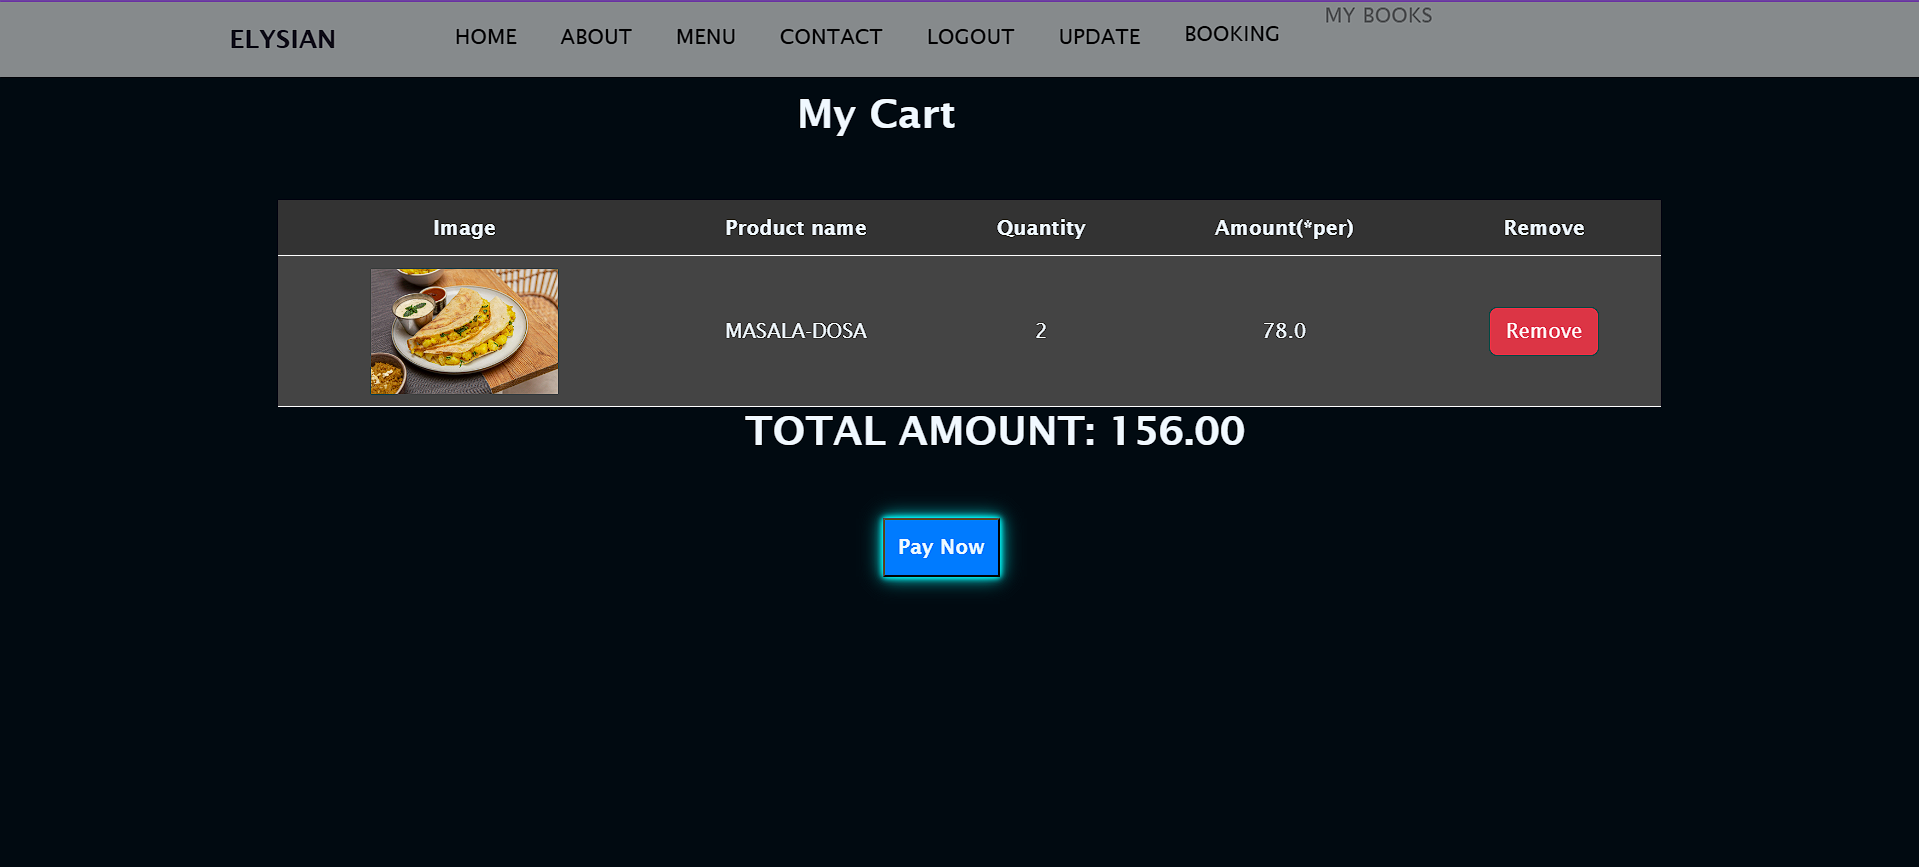 ELYSIAN HOME ABOUT MENU CONTACT LOGOUT UPDATE BOOKING MY BOOKS
My Cart
Image Product name Quantity Amount(*per) Remove
MASALA-DOSA 2 78.0 Remove
TOTAL AMOUNT: 156.00
Pay Now